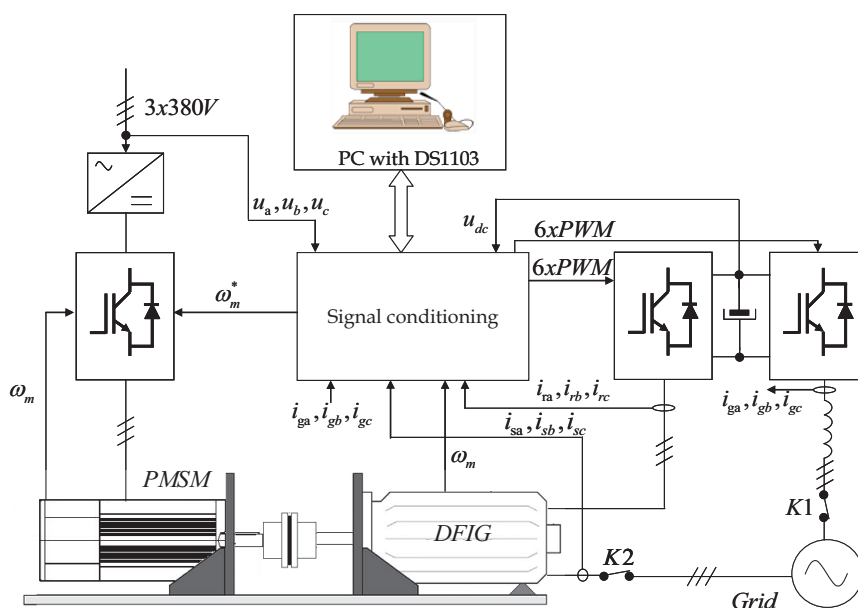 3x380V
PC with DS1103
u_a, u_b, u_c
u_dc
6xPWM
6xPWM
ω_m^*
Signal conditioning
ω_m
i_ga, i_gb, i_gc
i_ra, i_rb, i_rc
i_sa, i_sb, i_sc
i_ga, i_gb, i_gc
ω_m
PMSM
DFIG
K1
K2
Grid